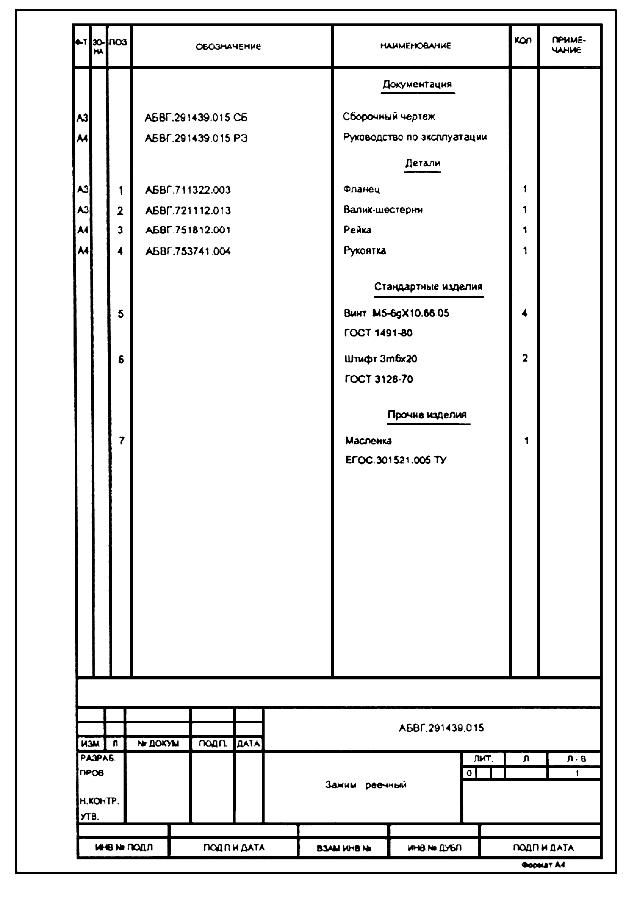 Ф-Т ЗО-НА ПОЗ ОБОЗНАЧЕНИЕ НАИМЕНОВАНИЕ КОЛ ПРИМЕ-ЧАНИЕ
Документация
А3 АБВГ.291439.015 СБ Сборочный чертеж
А4 АБВГ.291439.015 РЭ Руководство по эксплуатации
Детали
А3 1 АБВГ.711322.003 Фланец 1
А3 2 АБВГ.721112.013 Валик-шестерни 1
А4 3 АБВГ.751812.001 Рейка 1
А4 4 АБВГ.753741.004 Рукоятка 1
Стандартные изделия
5 Винт М5-6gХ10.66.05 4
ГОСТ 1491-80
6 Штифт 3m6х20 2
ГОСТ 3128-70
Прочие изделия
7 Масленка 1
ЕГОС.301521.005 ТУ
АБВГ.291439.015
ИЗМ Л № ДОКУМ ПОДП. ДАТА
РАЗРАБ. ЛИТ. Л Л-В
ПРОВ О 1
Зажим реечный
Н.КОНТР.
УТВ.
ИНВ № ПОДЛ ПОДП И ДАТА ВЗАМ ИНВ № ИНВ № ДУБЛ ПОДП И ДАТА
Формат А4